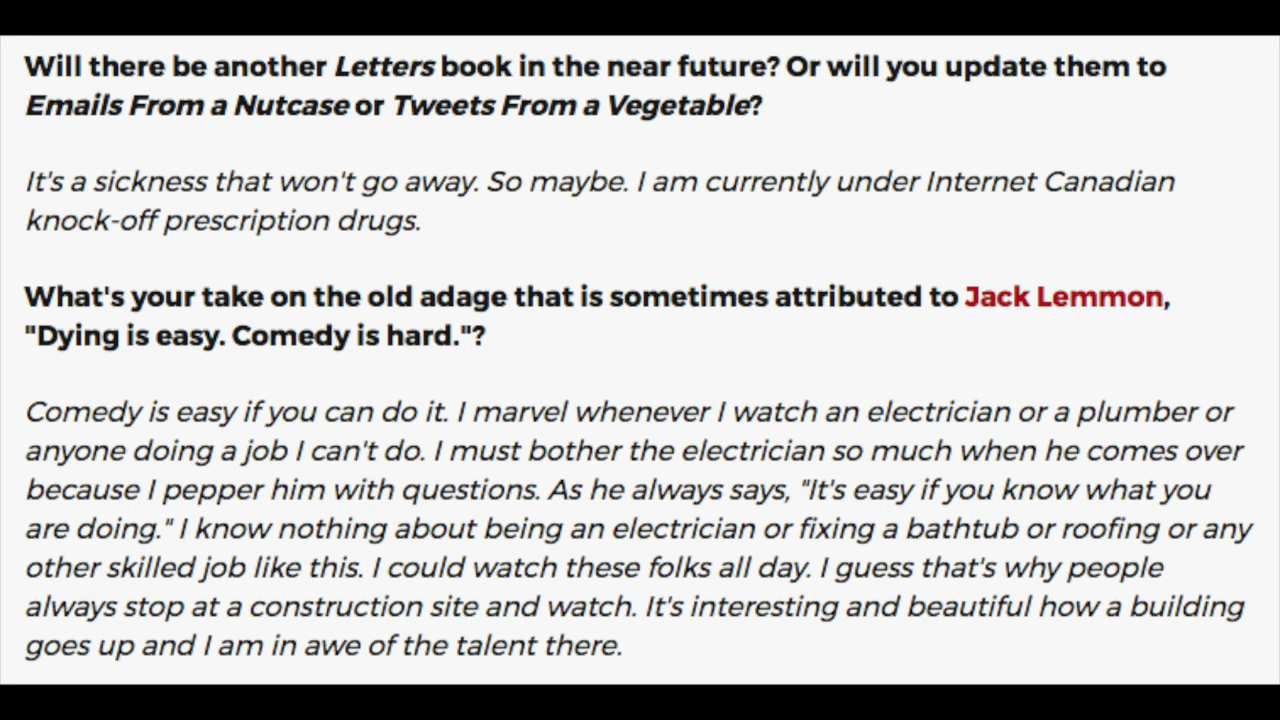 Will there be another Letters book in the near future? Or will you update them to
Emails From a Nutcase or Tweets From a Vegetable?
It's a sickness that won't go away. So maybe. I am currently under Internet Canadian
knock-off prescription drugs.
What's your take on the old adage that is sometimes attributed to Jack Lemmon,
"Dying is easy. Comedy is hard."?
Comedy is easy if you can do it. I marvel whenever I watch an electrician or a plumber or
anyone doing a job I can't do. I must bother the electrician so much when he comes over
because I pepper him with questions. As he always says, "It's easy if you know what you
are doing." I know nothing about being an electrician or fixing a bathtub or roofing or any
other skilled job like this. I could watch these folks all day. I guess that's why people
always stop at a construction site and watch. It's interesting and beautiful how a building
goes up and I am in awe of the talent there.